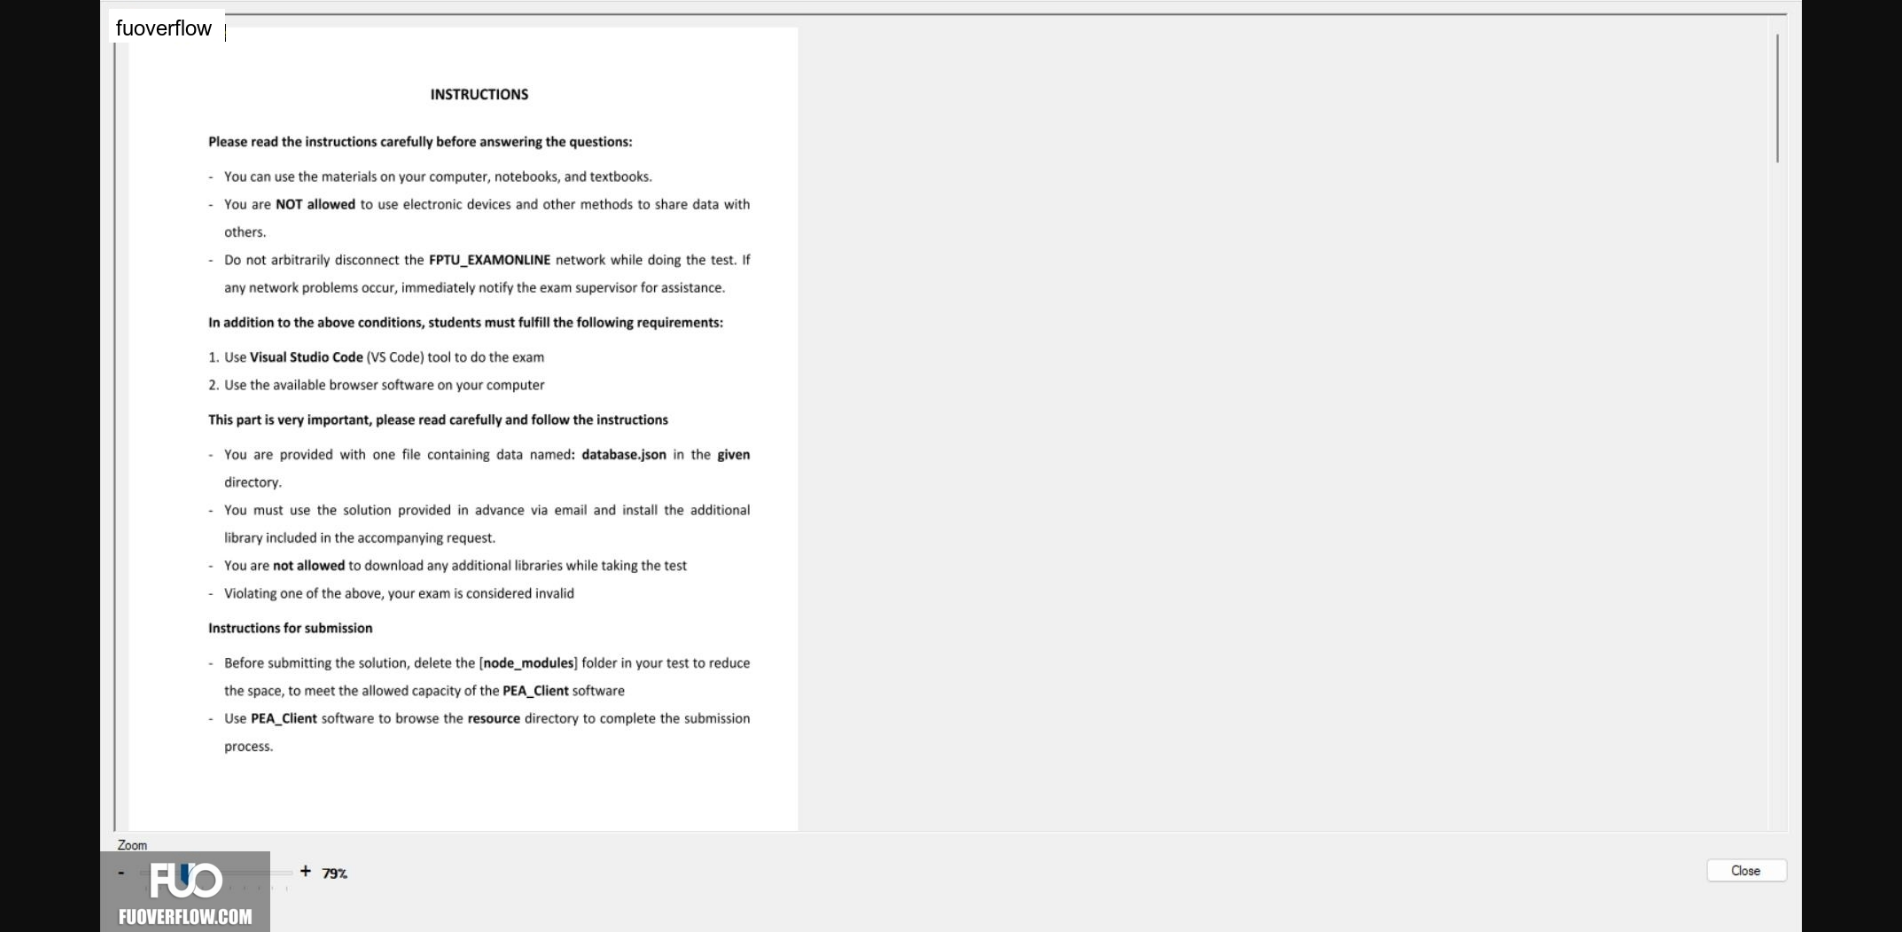 fuoverflow
INSTRUCTIONS
Please read the instructions carefully before answering the questions:
- You can use the materials on your computer, notebooks, and textbooks.
- You are NOT allowed to use electronic devices and other methods to share data with
others.
- Do not arbitrarily disconnect the FPTU_EXAMONLINE network while doing the test. If
any network problems occur, immediately notify the exam supervisor for assistance.
In addition to the above conditions, students must fulfill the following requirements:
1. Use Visual Studio Code (VS Code) tool to do the exam
2. Use the available browser software on your computer
This part is very important, please read carefully and follow the instructions
- You are provided with one file containing data named: database.json in the given
directory.
- You must use the solution provided in advance via email and install the additional
library included in the accompanying request.
- You are not allowed to download any additional libraries while taking the test
- Violating one of the above, your exam is considered invalid
Instructions for submission
- Before submitting the solution, delete the [node_modules] folder in your test to reduce
the space, to meet the allowed capacity of the PEA_Client software
- Use PEA_Client software to browse the resource directory to complete the submission
process.
Zoom
- + 79%
Close
FUO
FUOVERFLOW.COM